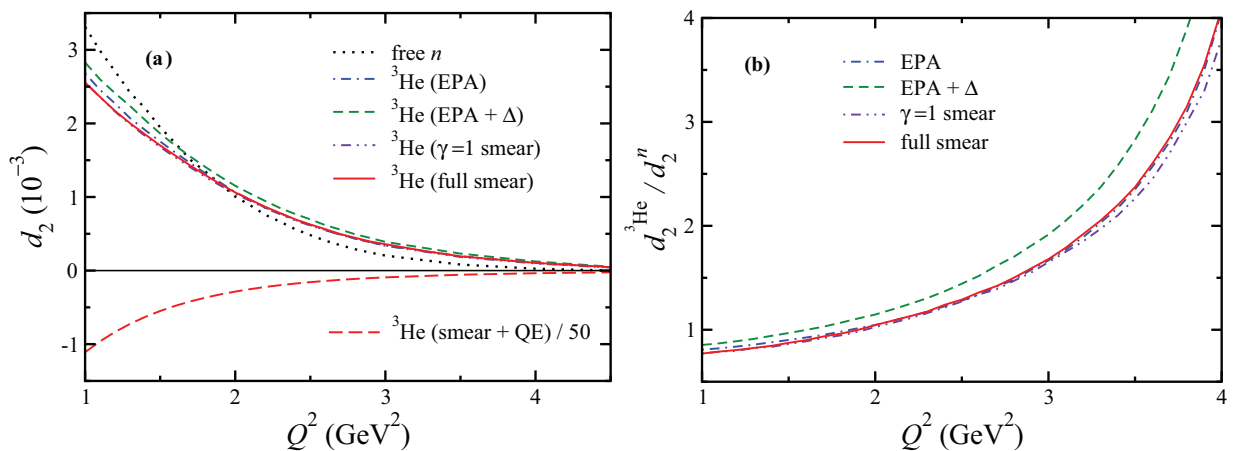 (a)
free n
³He (EPA)
³He (EPA + Δ)
³He (γ=1 smear)
³He (full smear)
³He (smear + QE) / 50
3
2
1
0
-1
d₂ (10⁻³)
1 2 3 4
Q² (GeV²)
(b)
EPA
EPA + Δ
γ=1 smear
full smear
4
3
2
1
d₂^³He / d₂ⁿ
1 2 3 4
Q² (GeV²)